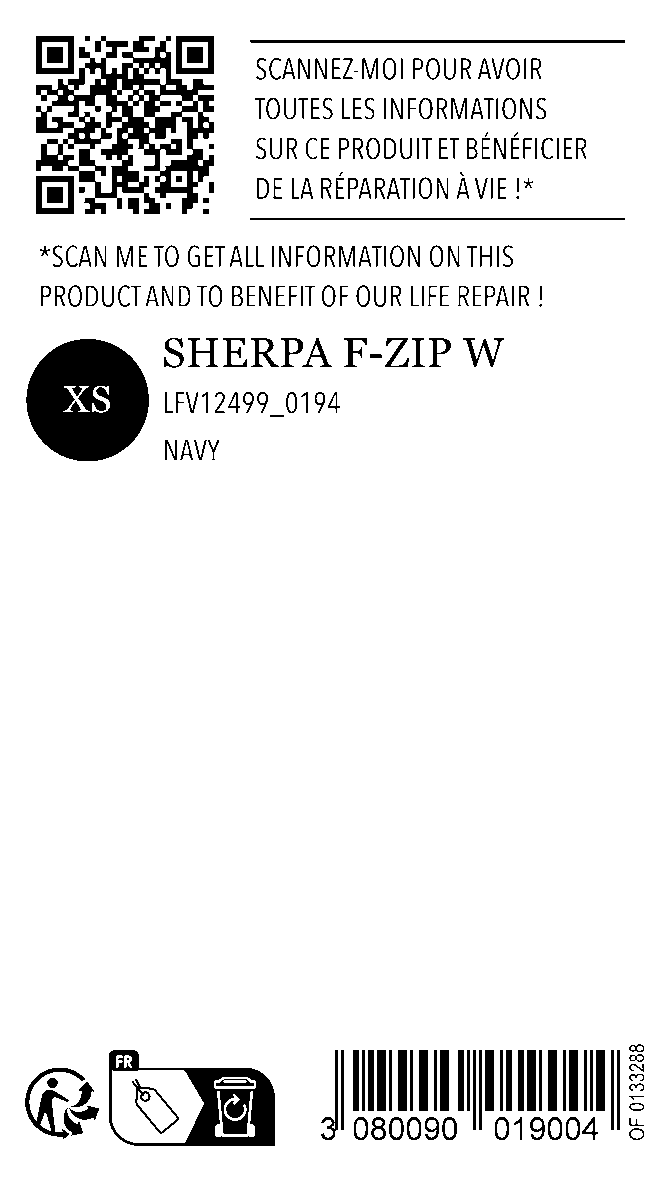 SCANNEZ-MOI POUR AVOIR
TOUTES LES INFORMATIONS
SUR CE PRODUIT ET BÉNÉFICIER
DE LA RÉPARATION À VIE !*
*SCAN ME TO GET ALL INFORMATION ON THIS
PRODUCT AND TO BENEFIT OF OUR LIFE REPAIR !
XS
SHERPA F-ZIP W
LFV12499_0194
NAVY
FR
3 080090 019004
OF 0133288